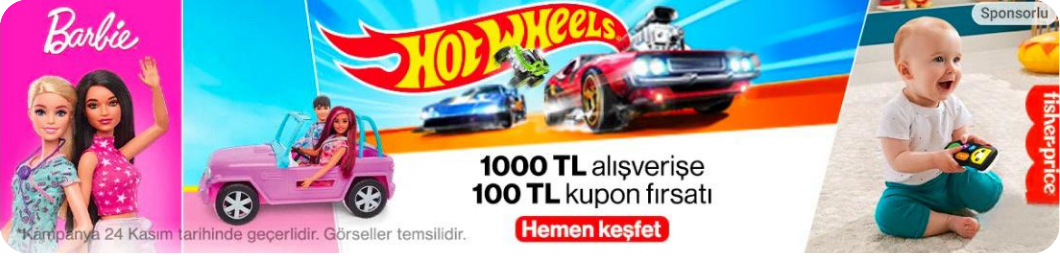 Barbie
HOT WHEELS
Sponsorlu
fisher-price
1000 TL alışverişe
100 TL kupon fırsatı
Hemen keşfet
*Kampanya 24 Kasım tarihinde geçerlidir. Görseller temsilidir.